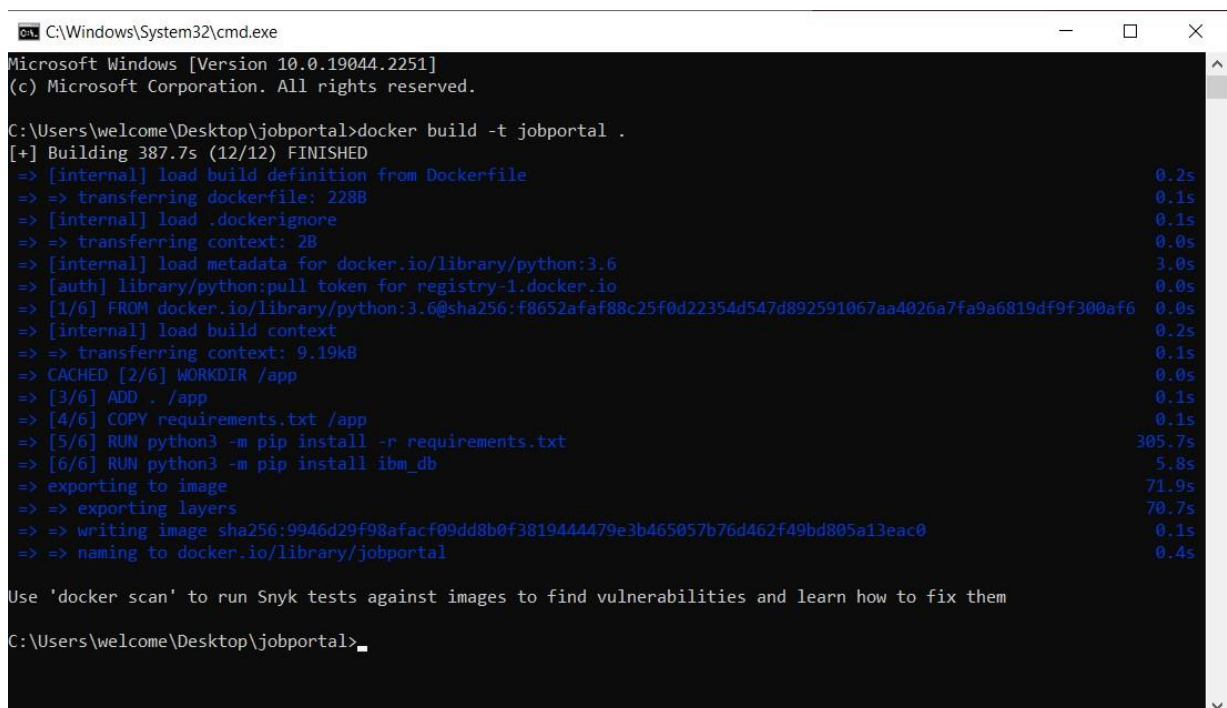 C:\Windows\System32\cmd.exe
Microsoft Windows [Version 10.0.19044.2251]
(c) Microsoft Corporation. All rights reserved.
C:\Users\welcome\Desktop\jobportal>docker build -t jobportal .
[+] Building 387.7s (12/12) FINISHED
=> [internal] load build definition from Dockerfile 0.2s
=> => transferring dockerfile: 228B 0.1s
=> [internal] load .dockerignore 0.1s
=> => transferring context: 2B 0.0s
=> [internal] load metadata for docker.io/library/python:3.6 3.0s
=> [auth] library/python:pull token for registry-1.docker.io 0.0s
=> [1/6] FROM docker.io/library/python:3.6@sha256:f8652afaf88c25f0d22354d547d892591067aa4026a7fa9a6819df9f300af6 0.0s
=> [internal] load build context 0.2s
=> => transferring context: 9.19kB 0.1s
=> CACHED [2/6] WORKDIR /app 0.0s
=> [3/6] ADD . /app 0.1s
=> [4/6] COPY requirements.txt /app 0.1s
=> [5/6] RUN python3 -m pip install -r requirements.txt 305.7s
=> [6/6] RUN python3 -m pip install ibm_db 5.8s
=> exporting to image 71.9s
=> => exporting layers 70.7s
=> => writing image sha256:9946d29f98afacf09dd8b0f3819444479e3b465057b76d462f49bd805a13eac0 0.1s
=> => naming to docker.io/library/jobportal 0.4s
Use 'docker scan' to run Snyk tests against images to find vulnerabilities and learn how to fix them
C:\Users\welcome\Desktop\jobportal>